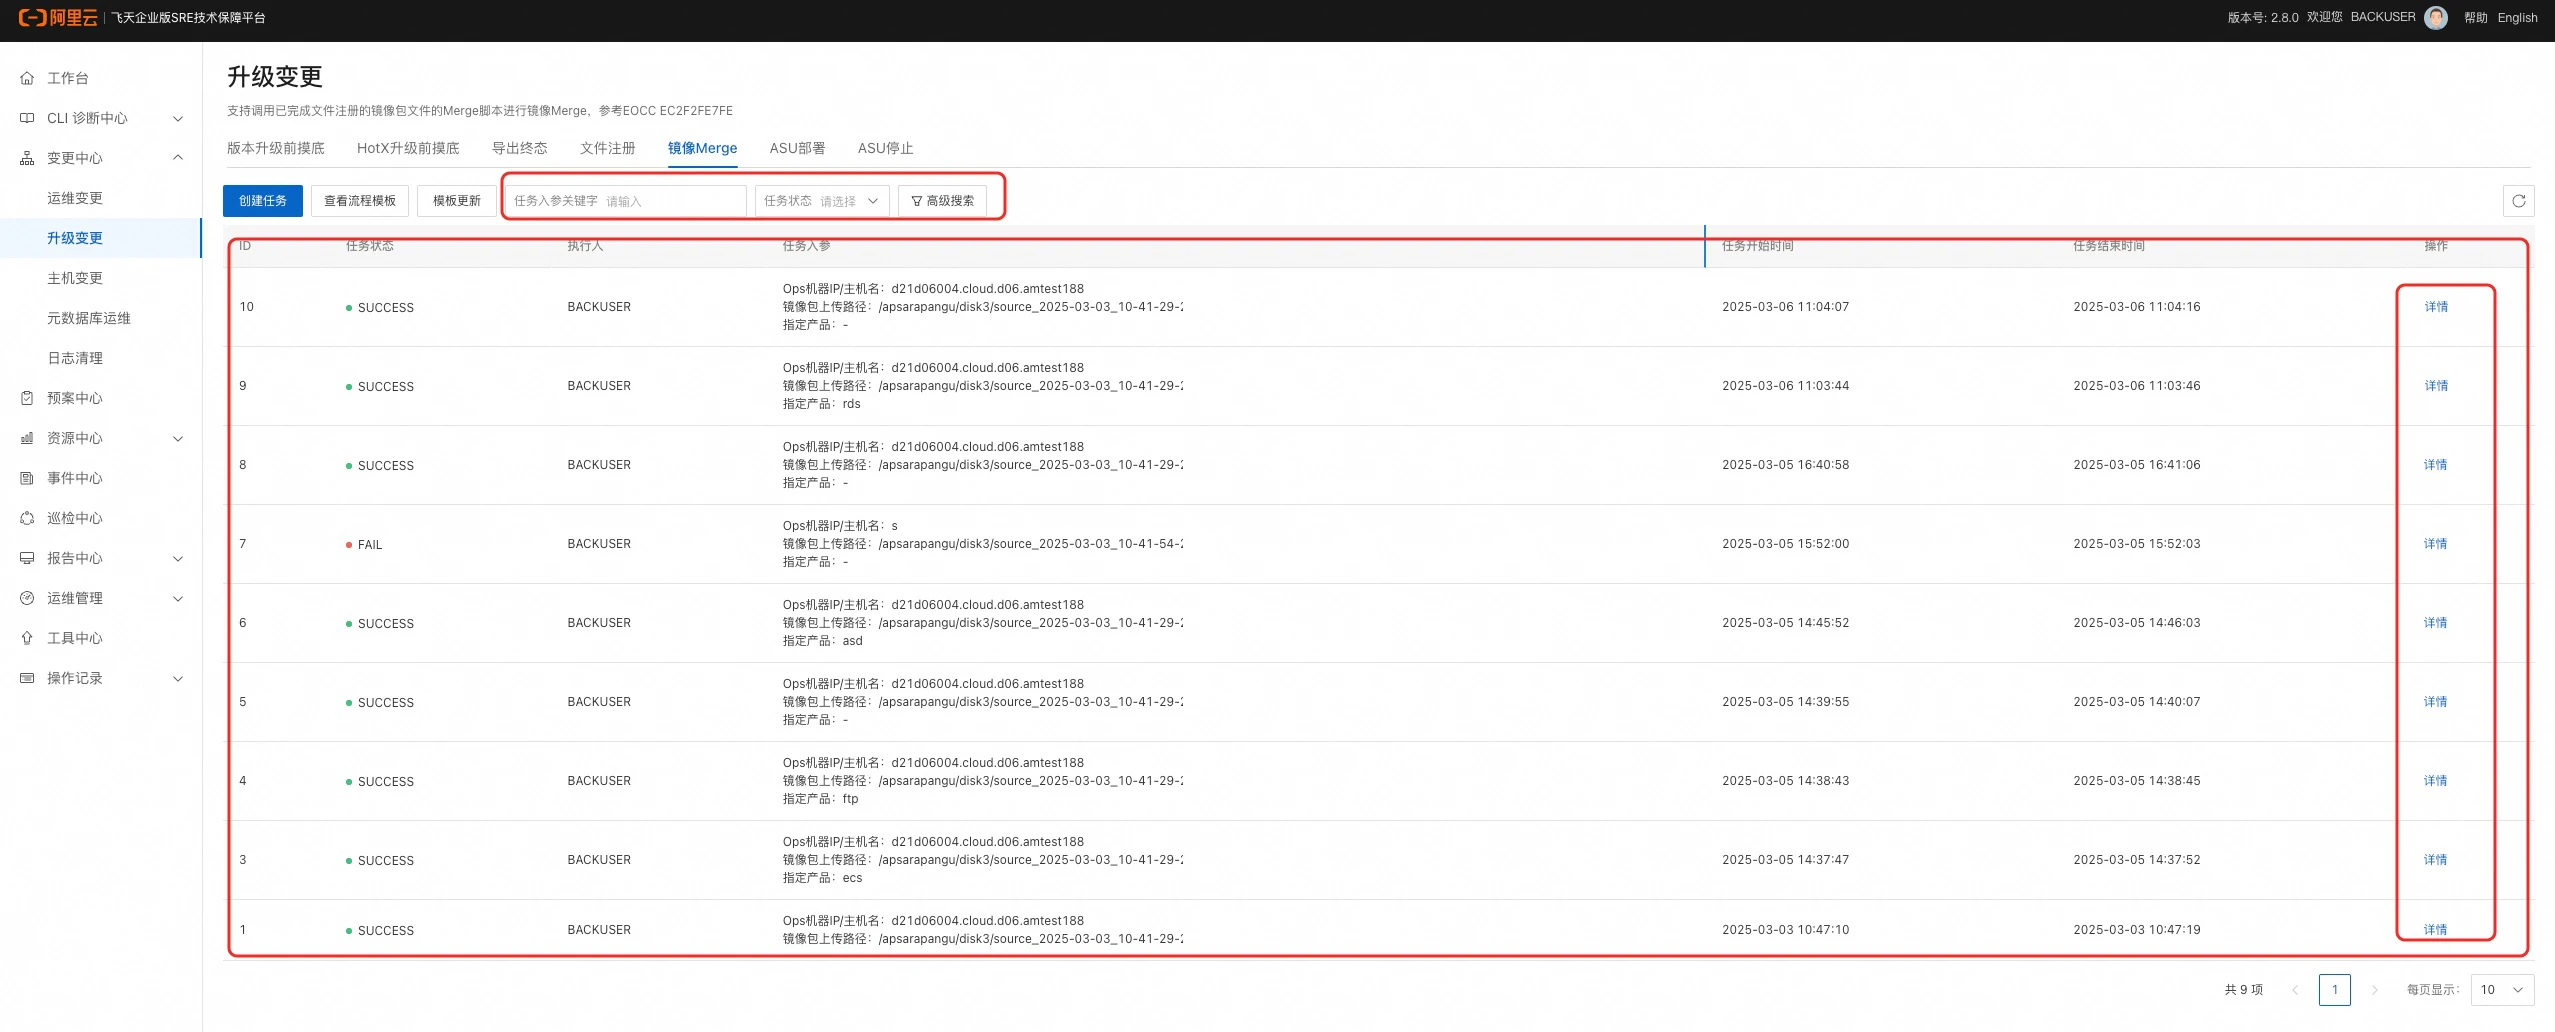 阿里云 飞天企业版SRE技术保障平台 版本号: 2.8.0 欢迎您 BACKUSER 帮助 English
工作台
CLI 诊断中心
变更中心
运维变更
升级变更
主机变更
元数据库运维
日志清理
预案中心
资源中心
事件中心
巡检中心
报告中心
运维管理
工具中心
操作记录
升级变更
支持调用已完成文件注册的镜像包文件的Merge脚本进行镜像Merge，参考EOCC EC2F2FE7FE
版本升级前摸底 HotX升级前摸底 导出终态 文件注册 镜像Merge ASU部署 ASU停止
创建任务 查看流程模板 模板更新 任务入参关键字 请输入 任务状态 请选择 高级搜索
ID 任务状态 执行人 任务入参 任务开始时间 任务结束时间 操作
Ops机器IP/主机名：d21d06004.cloud.d06.amtest188
10 SUCCESS BACKUSER 镜像包上传路径：/apsarapangu/disk3/source_2025-03-03_10-41-29-2 2025-03-06 11:04:07 2025-03-06 11:04:16 详情
指定产品：-
Ops机器IP/主机名：d21d06004.cloud.d06.amtest188
9 SUCCESS BACKUSER 镜像包上传路径：/apsarapangu/disk3/source_2025-03-03_10-41-29-2 2025-03-06 11:03:44 2025-03-06 11:03:46 详情
指定产品：rds
Ops机器IP/主机名：d21d06004.cloud.d06.amtest188
8 SUCCESS BACKUSER 镜像包上传路径：/apsarapangu/disk3/source_2025-03-03_10-41-29-2 2025-03-05 16:40:58 2025-03-05 16:41:06 详情
指定产品：-
Ops机器IP/主机名：s
7 FAIL BACKUSER 镜像包上传路径：/apsarapangu/disk3/source_2025-03-03_10-41-54-2 2025-03-05 15:52:00 2025-03-05 15:52:03 详情
指定产品：-
Ops机器IP/主机名：d21d06004.cloud.d06.amtest188
6 SUCCESS BACKUSER 镜像包上传路径：/apsarapangu/disk3/source_2025-03-03_10-41-29-2 2025-03-05 14:45:52 2025-03-05 14:46:03 详情
指定产品：asd
Ops机器IP/主机名：d21d06004.cloud.d06.amtest188
5 SUCCESS BACKUSER 镜像包上传路径：/apsarapangu/disk3/source_2025-03-03_10-41-29-2 2025-03-05 14:39:55 2025-03-05 14:40:07 详情
指定产品：-
Ops机器IP/主机名：d21d06004.cloud.d06.amtest188
4 SUCCESS BACKUSER 镜像包上传路径：/apsarapangu/disk3/source_2025-03-03_10-41-29-2 2025-03-05 14:38:43 2025-03-05 14:38:45 详情
指定产品：ftp
Ops机器IP/主机名：d21d06004.cloud.d06.amtest188
3 SUCCESS BACKUSER 镜像包上传路径：/apsarapangu/disk3/source_2025-03-03_10-41-29-2 2025-03-05 14:37:47 2025-03-05 14:37:52 详情
指定产品：ecs
Ops机器IP/主机名：d21d06004.cloud.d06.amtest188
1 SUCCESS BACKUSER 镜像包上传路径：/apsarapangu/disk3/source_2025-03-03_10-41-29-2 2025-03-03 10:47:10 2025-03-03 10:47:19 详情
共 9 项 1 每页显示： 10